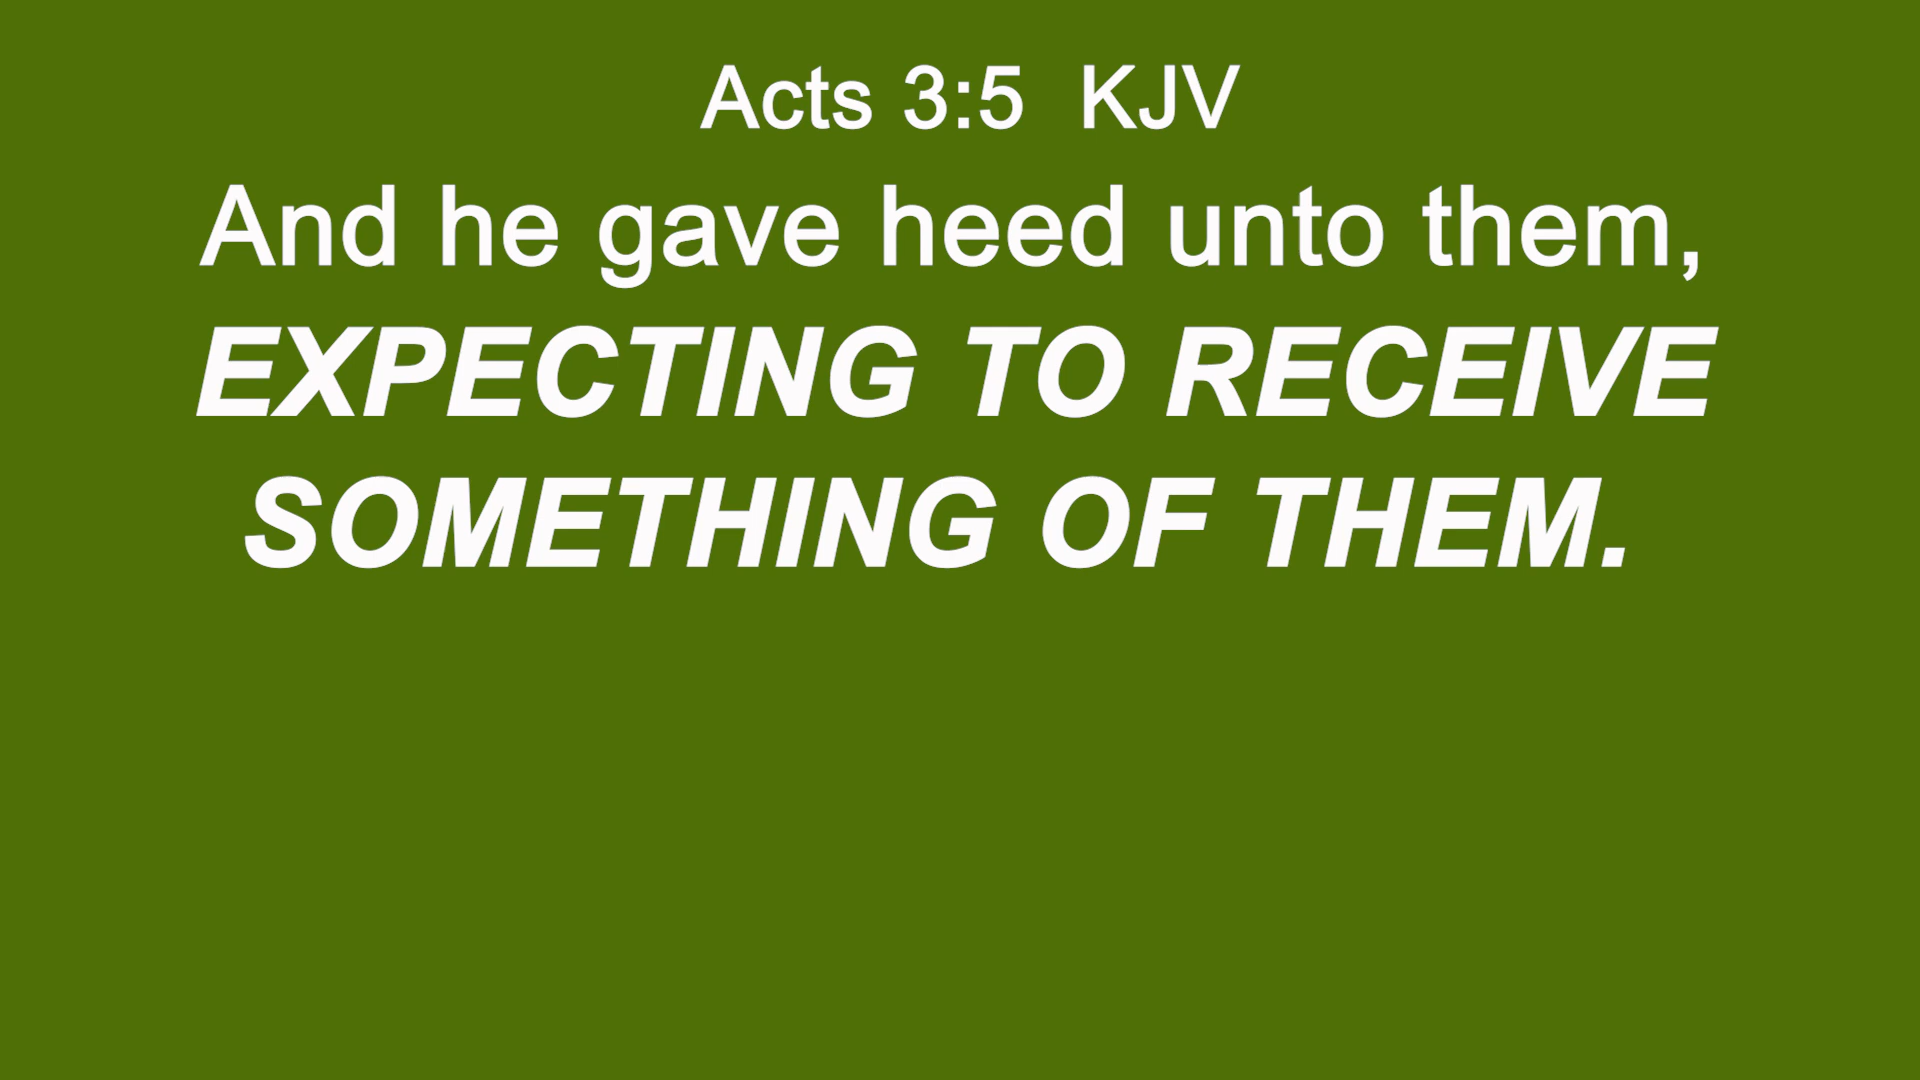 Acts 3:5  KJV
And he gave heed unto them,
EXPECTING TO RECEIVE
SOMETHING OF THEM.